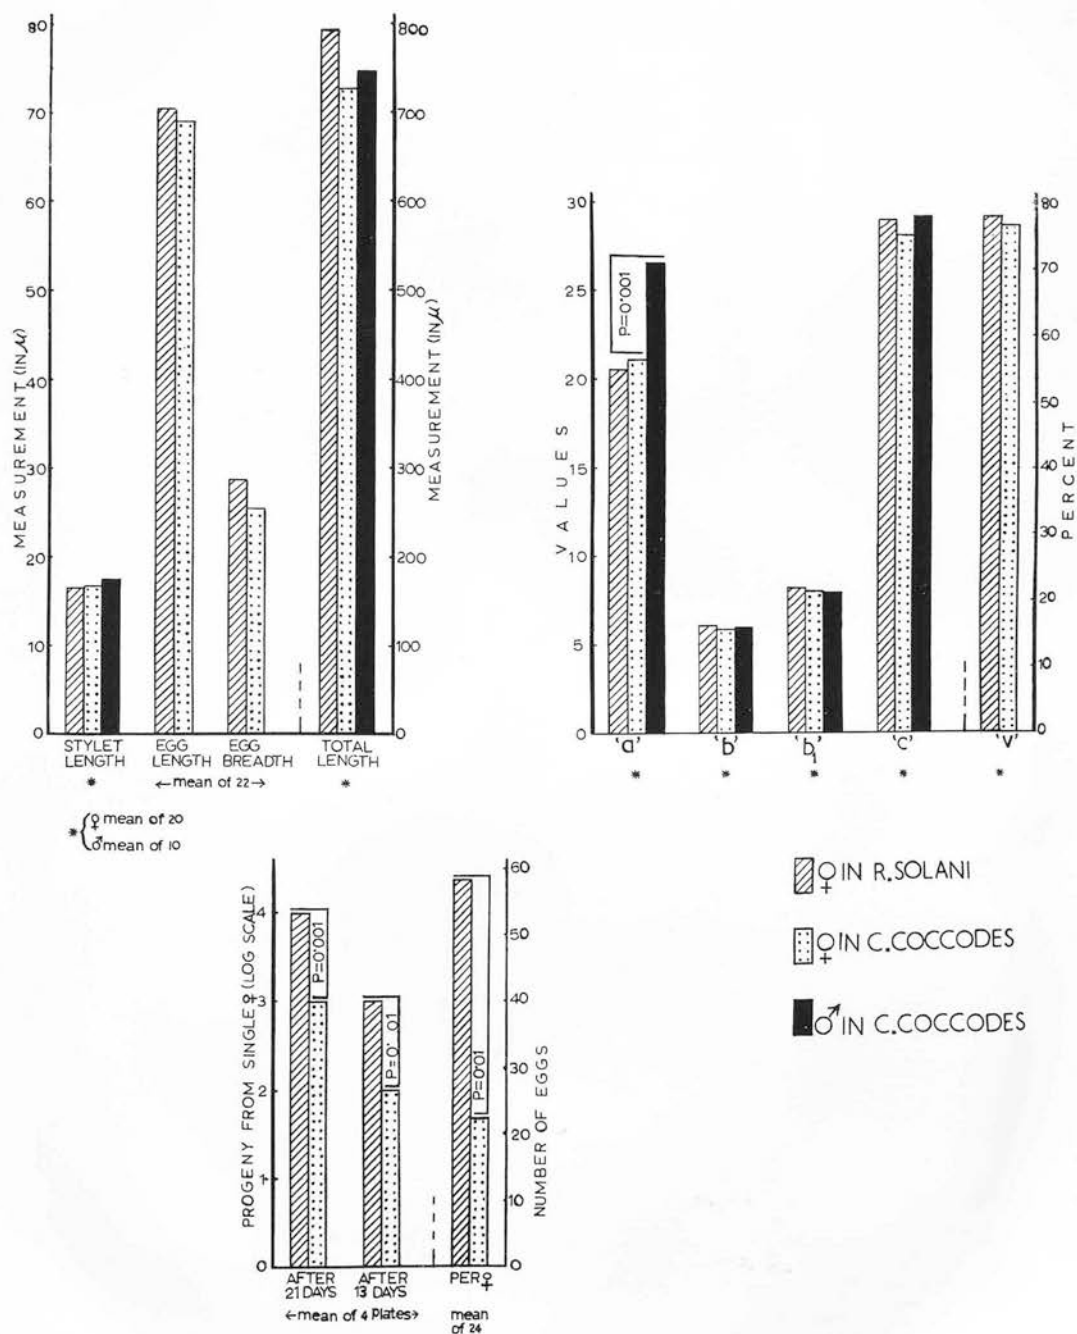 80
70
60
50
40
30
20
10
0
MEASUREMENT (IN μ)
800
700
600
500
400
300
200
100
0
MEASUREMENT (IN μ)
STYLET LENGTH
EGG LENGTH
EGG BREADTH
TOTAL LENGTH
*
←mean of 22→
*
* { ♀ mean of 20
♂ mean of 10
30
25
20
15
10
5
0
VALUES
P=0·001
80
70
60
50
40
30
20
10
0
PERCENT
'a' 'b' 'b₁' 'c' 'V'
* * * * *
4
3
2
1
0
PROGENY FROM SINGLE ♀ (LOG SCALE)
P=0·001
P=0·01
P=0·01
60
50
40
30
20
10
0
NUMBER OF EGGS
AFTER 21 DAYS
AFTER 13 DAYS
PER ♀
←mean of 4 Plates→
mean of 24
♀ IN R.SOLANI
♀ IN C.COCCODES
♂ IN C.COCCODES